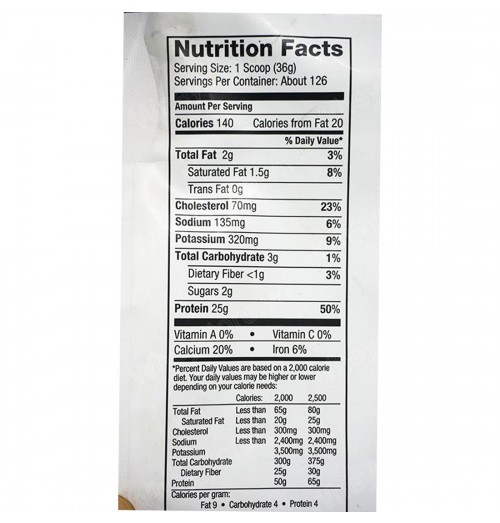 Nutrition Facts
Serving Size: 1 Scoop (36g)
Servings Per Container: About 126
Amount Per Serving
Calories 140 Calories from Fat 20
% Daily Value*
Total Fat 2g 3%
Saturated Fat 1.5g 8%
Trans Fat 0g
Cholesterol 70mg 23%
Sodium 135mg 6%
Potassium 320mg 9%
Total Carbohydrate 3g 1%
Dietary Fiber <1g 3%
Sugars 2g
Protein 25g 50%
Vitamin A 0% • Vitamin C 0%
Calcium 20% • Iron 6%
*Percent Daily Values are based on a 2,000 calorie
diet. Your daily values may be higher or lower
depending on your calorie needs:
Calories: 2,000 2,500
Total Fat Less than 65g 80g
Saturated Fat Less than 20g 25g
Cholesterol Less than 300mg 300mg
Sodium Less than 2,400mg 2,400mg
Potassium 3,500mg 3,500mg
Total Carbohydrate 300g 375g
Dietary Fiber 25g 30g
Protein 50g 65g
Calories per gram:
Fat 9 • Carbohydrate 4 • Protein 4